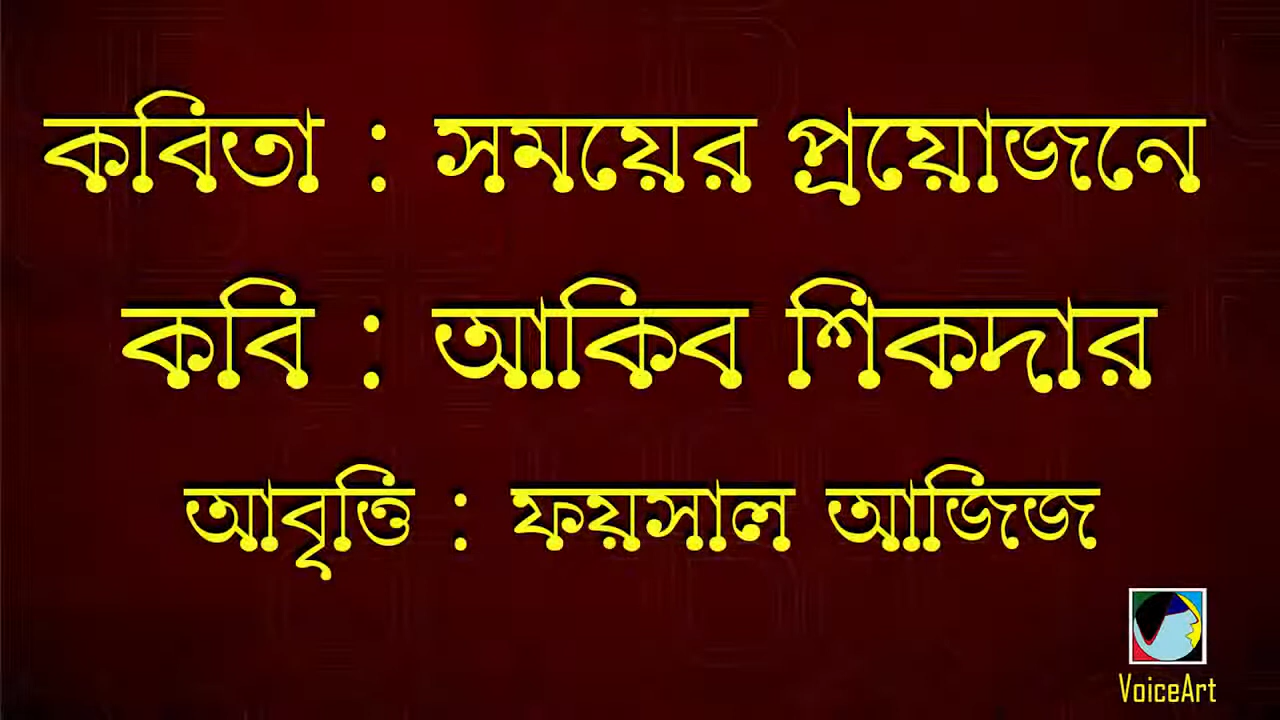 কবিতা : সময়ের প্রয়োজনে
কবি : আকিব শিকদার
আবৃত্তি : ফয়সাল আজিজ
VoiceArt